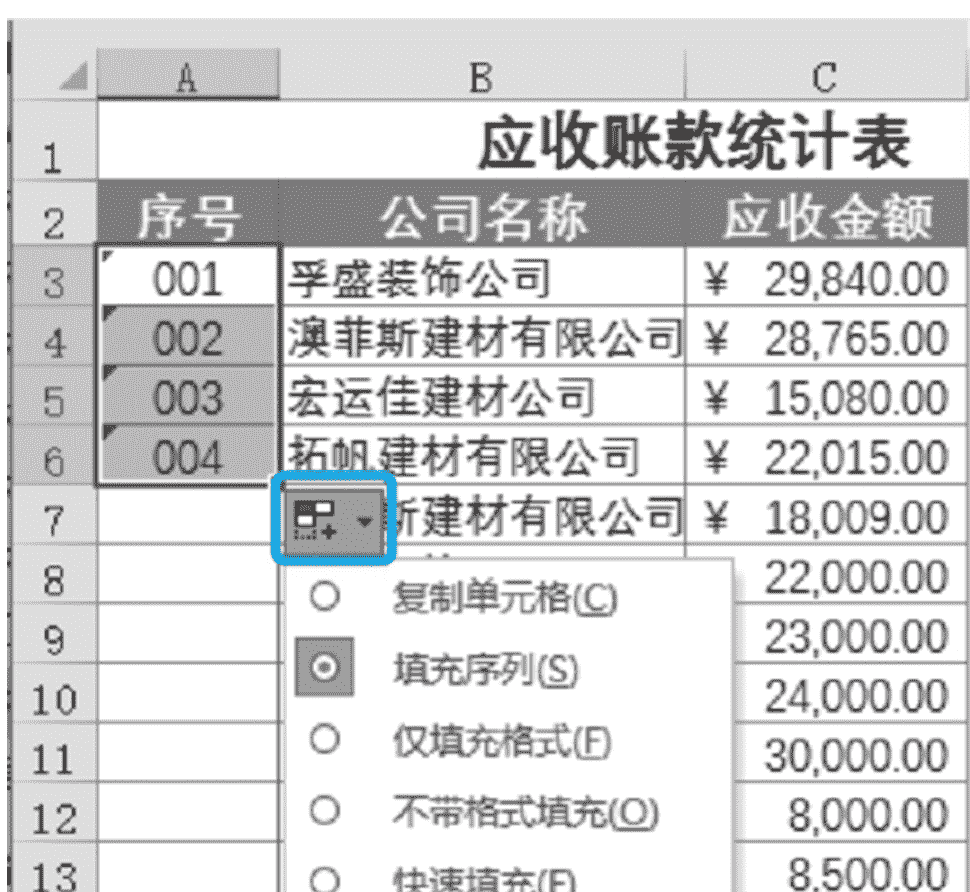 A B C
1 应收账款统计表
2 序号 公司名称 应收金额
3 001 孚盛装饰公司 ¥ 29,840.00
4 002 澳菲斯建材有限公司 ¥ 28,765.00
5 003 宏运佳建材公司 ¥ 15,080.00
6 004 拓帆建材有限公司 ¥ 22,015.00
7 斯建材有限公司 ¥ 18,009.00
8 22,000.00
复制单元格(C)
9 23,000.00
填充序列(S)
10 24,000.00
仅填充格式(F)
11 30,000.00
不带格式填充(O)
12 8,000.00
快速填充(F)
13 8,500.00